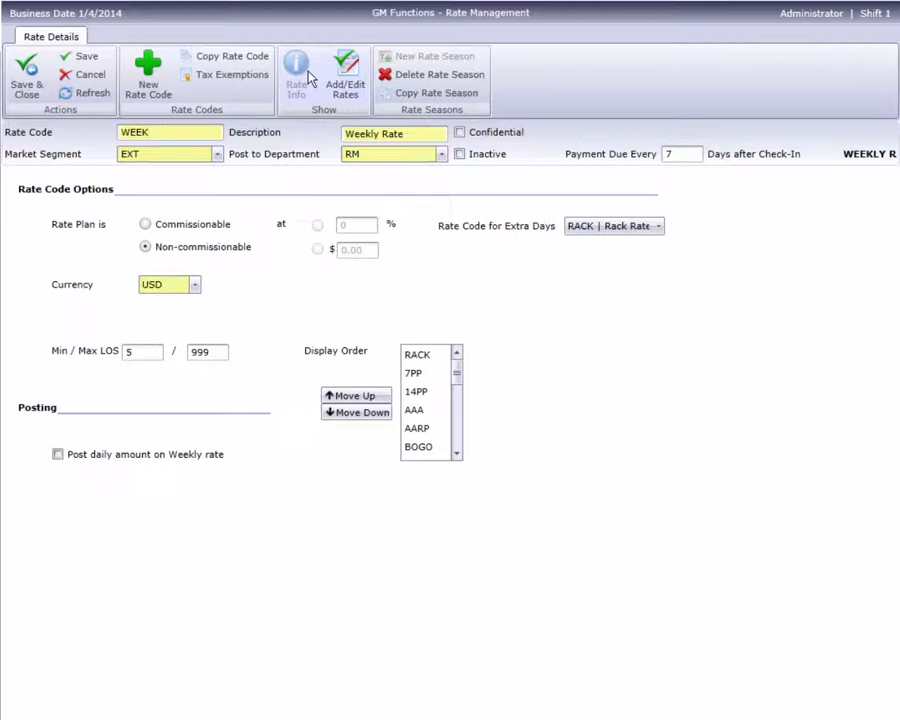 Business Date 1/4/2014 GM Functions - Rate Management Administrator | Shift 1
Rate Details
Save & Close
Save
Cancel
Refresh
Actions
New Rate Code
Copy Rate Code
Tax Exemptions
Rate Codes
Rate Info
Add/Edit Rates
Show
New Rate Season
Delete Rate Season
Copy Rate Season
Rate Seasons
Rate Code WEEK Description Weekly Rate Confidential
Market Segment EXT Post to Department RM Inactive Payment Due Every 7 Days after Check-In WEEKLY R
Rate Code Options
Rate Plan is Commissionable at 0 % Rate Code for Extra Days RACK | Rack Rate
Non-commissionable $ 0.00
Currency USD
Min / Max LOS 5 / 999 Display Order
RACK
7PP
14PP
AAA
AARP
BOGO
Move Up
Move Down
Posting
Post daily amount on Weekly rate